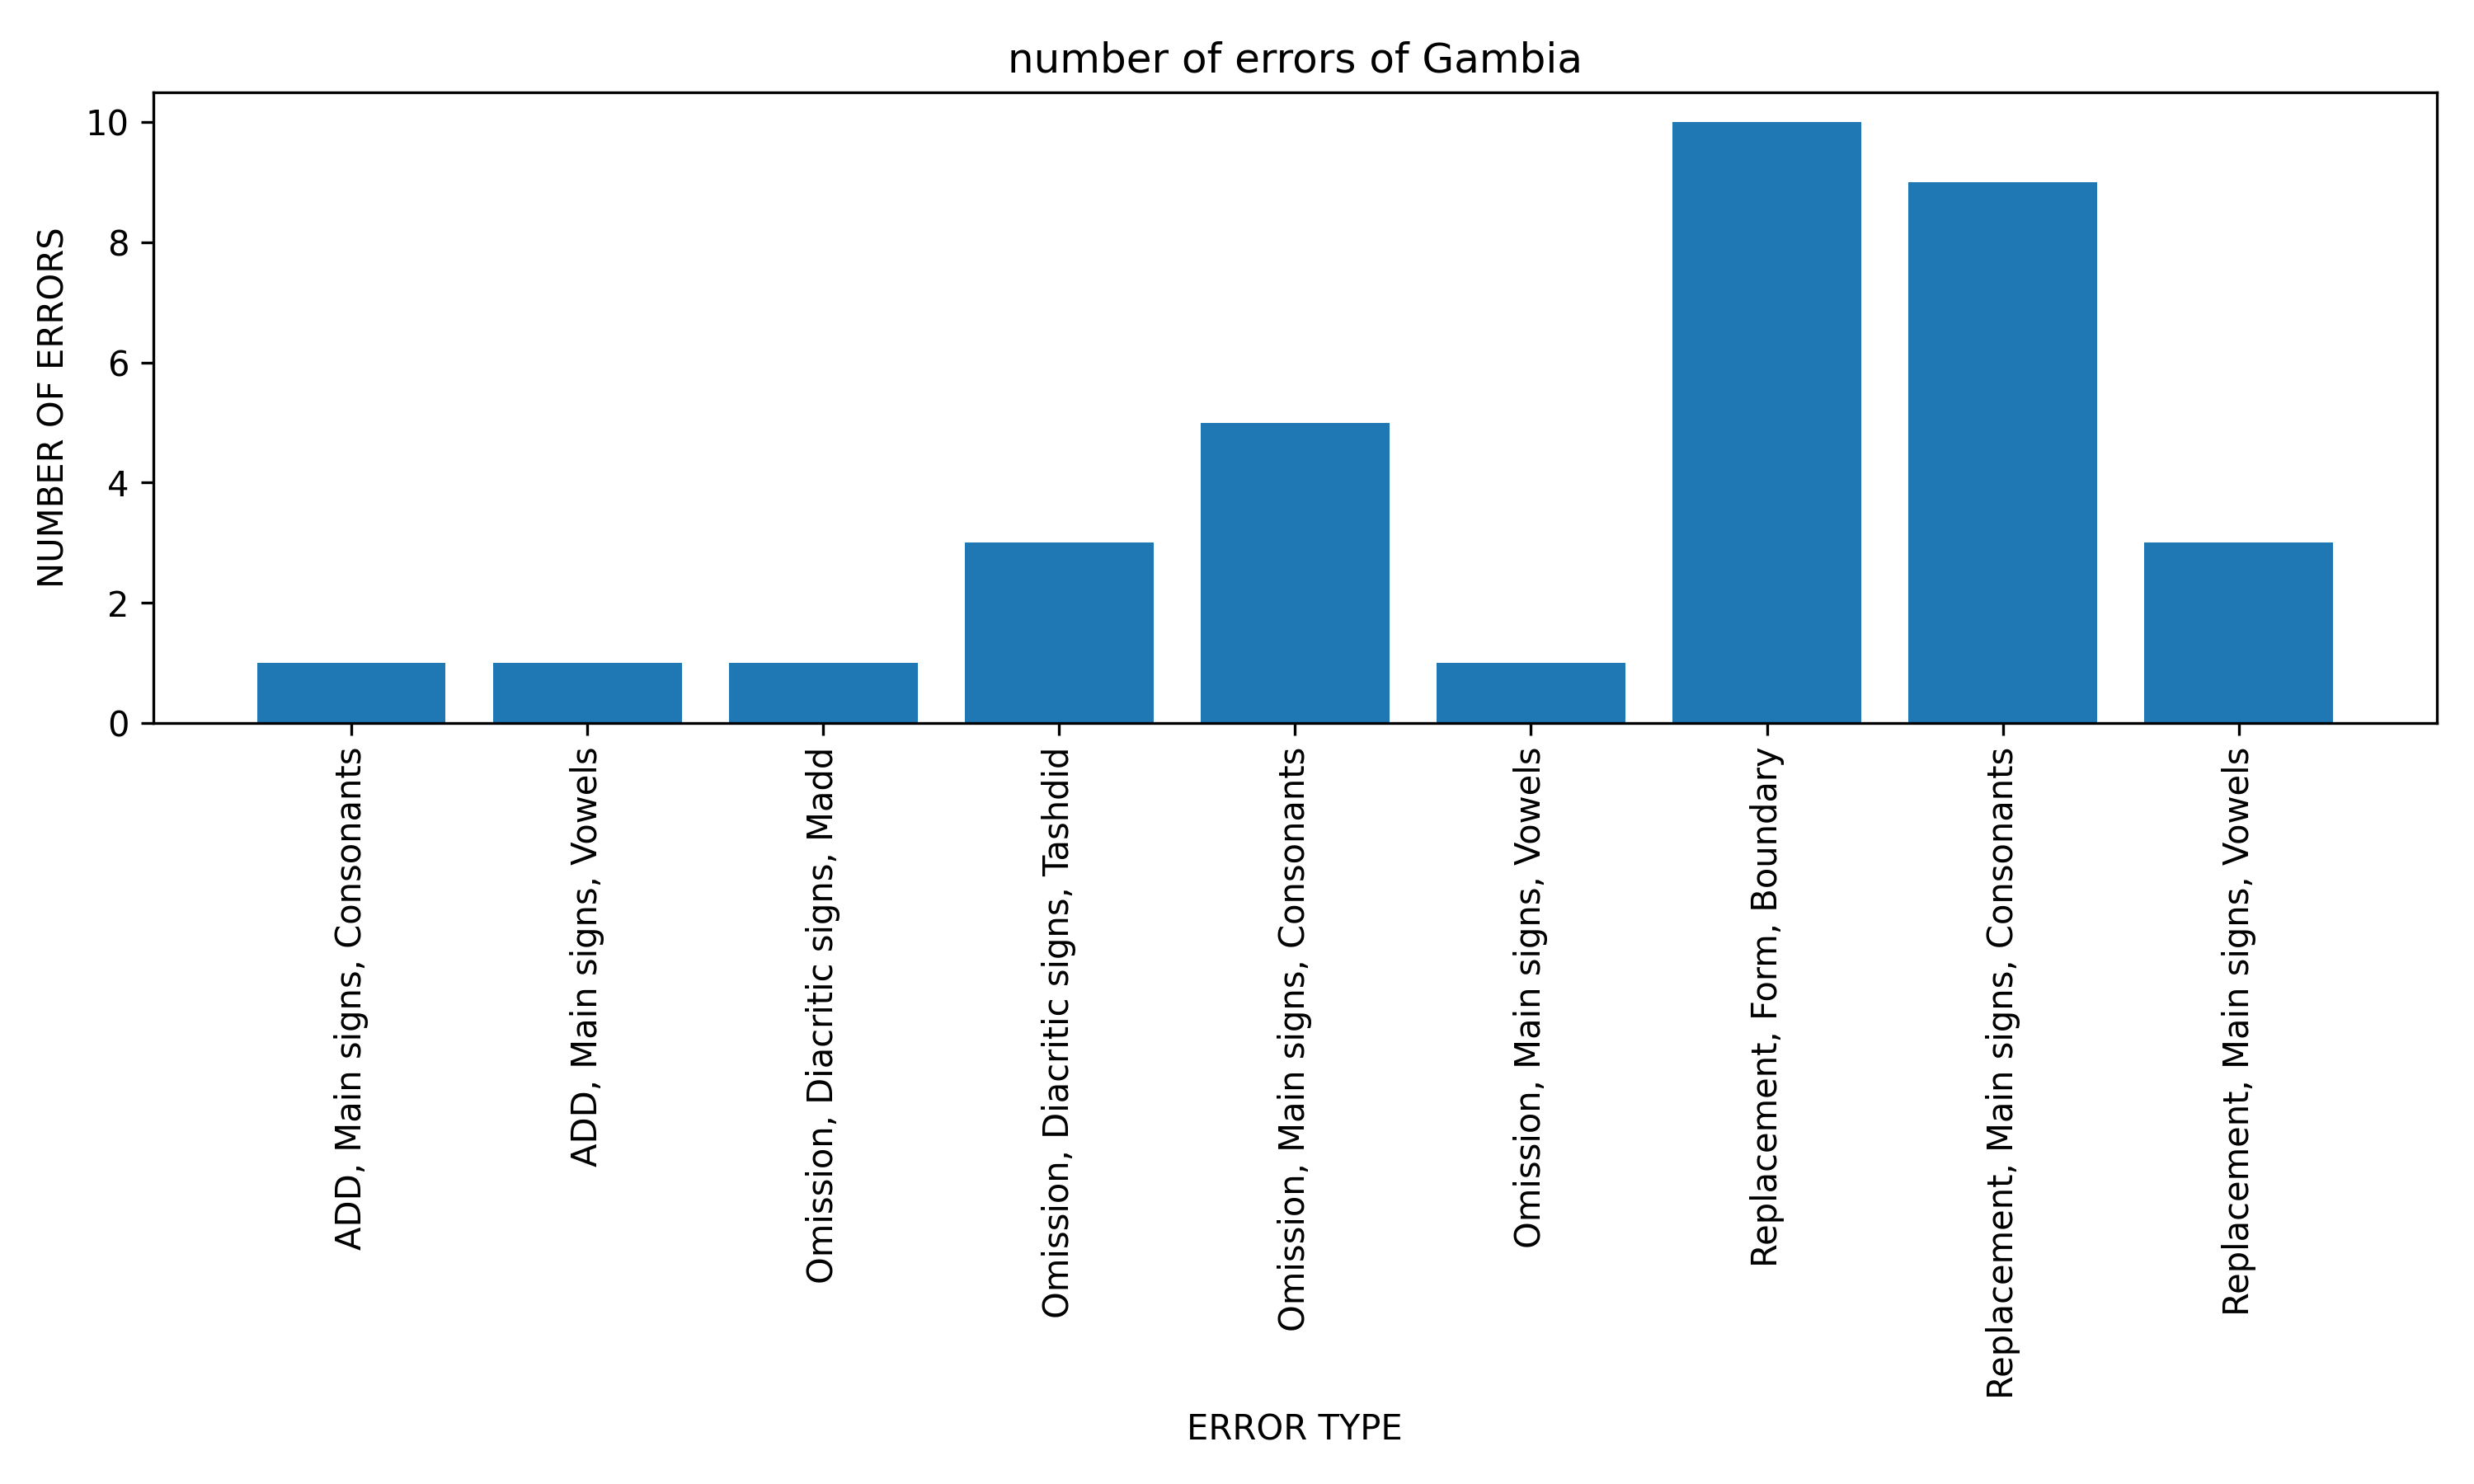 number of errors of Gambia
NUMBER OF ERRORS
10
8
6
4
2
0
ADD, Main signs, Consonants
ADD, Main signs, Vowels
Omission, Diacritic signs, Madd
Omission, Diacritic signs, Tashdid
Omission, Main signs, Consonants
Omission, Main signs, Vowels
Replacement, Form, Boundary
Replacement, Main signs, Consonants
Replacement, Main signs, Vowels
ERROR TYPE